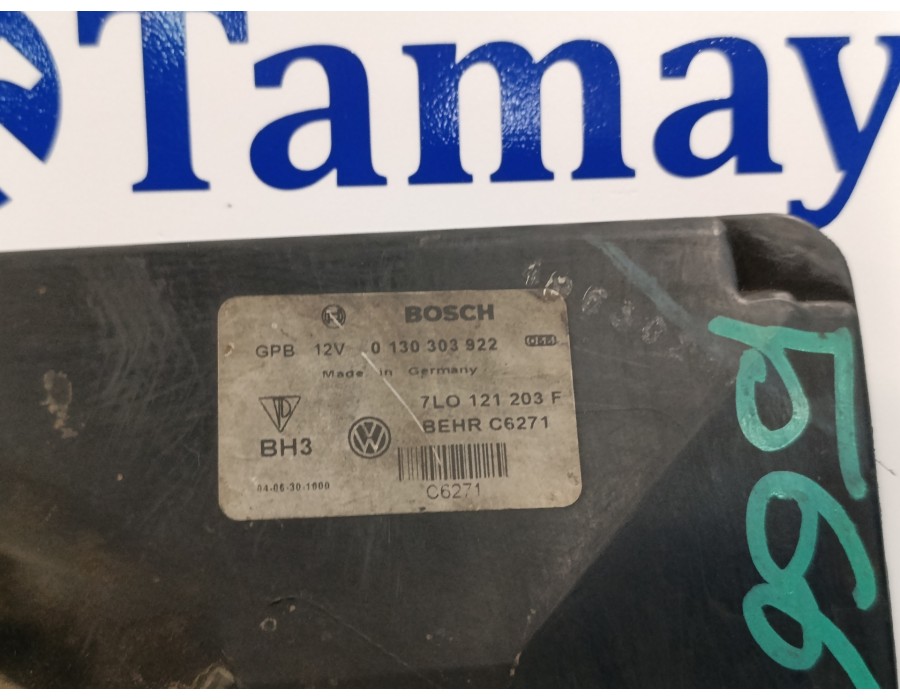 Tamay
BOSCH
GPB 12V 0 130 303 922
Made in Germany
7LO 121 203 F
BEHR C6271
BH3
04-06-30-1600
C6271